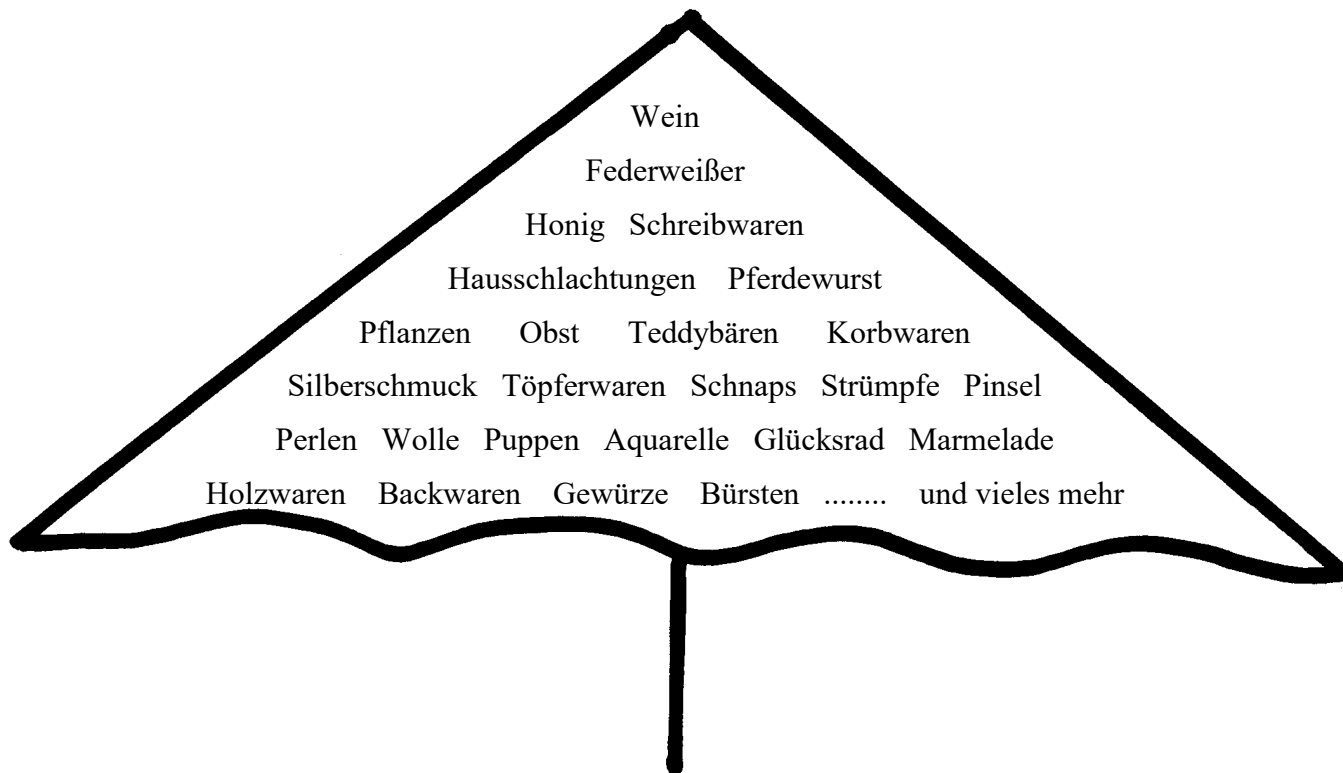 Wein
Federweißer
Honig Schreibwaren
Hausschlachtungen Pferdewurst
Pflanzen Obst Teddybären Korbwaren
Silberschmuck Töpferwaren Schnaps Strümpfe Pinsel
Perlen Wolle Puppen Aquarelle Glücksrad Marmelade
Holzwaren Backwaren Gewürze Bürsten ........ und vieles mehr